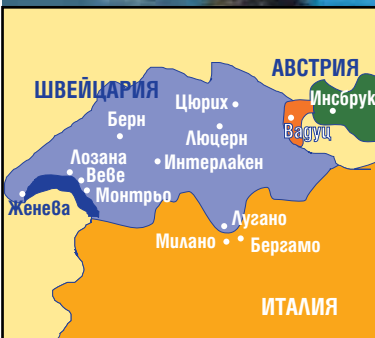 АВСТРИЯ
ШВЕЙЦАРИЯ
Цюрих
Инсбрук
Берн
Вадуц
Люцерн
Лозана
Интерлакен
Веве
Монтрьо
Женева
Лугано
Милано
Бергамо
ИТАЛИЯ